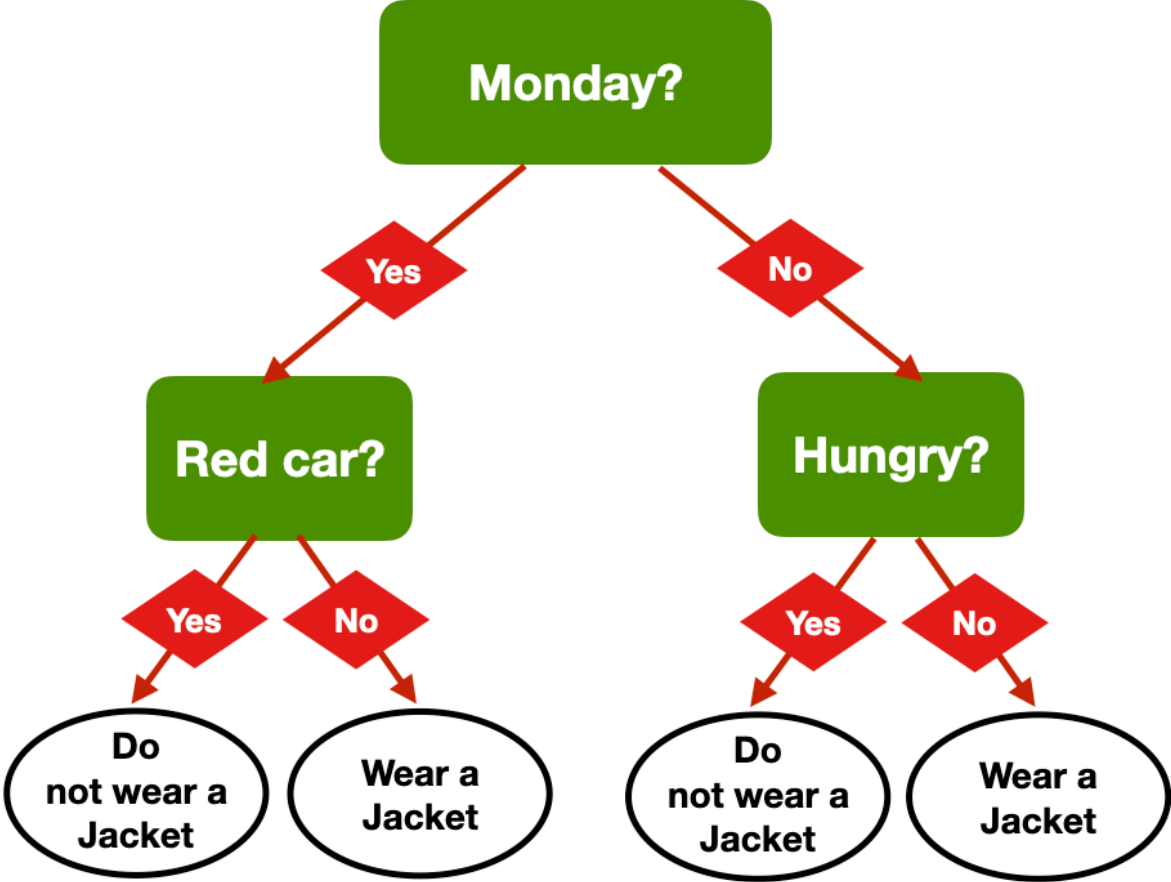 Monday?
Yes
No
Red car?
Hungry?
Yes
No
Yes
No
Do
not wear a
Jacket
Wear a
Jacket
Do
not wear a
Jacket
Wear a
Jacket